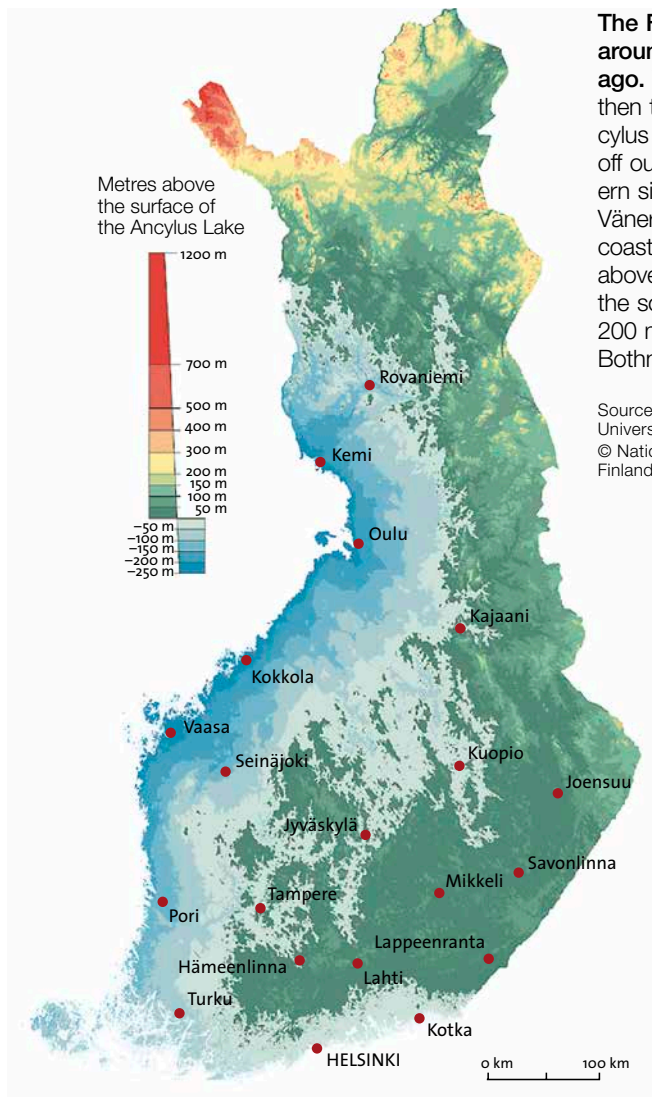 The F
aroun
ago.
then t
cylus
off ou
ern si
Väner
coast
above
the so
200 m
Bothn
Source
Univers
© Natio
Finland
Metres above
the surface of
the Ancylus Lake
1200 m
700 m
500 m
400 m
300 m
200 m
150 m
100 m
50 m
–50 m
–100 m
–150 m
–200 m
–250 m
Rovaniemi
Kemi
Oulu
Kajaani
Kokkola
Vaasa
Seinäjoki
Kuopio
Joensuu
Jyväskylä
Savonlinna
Mikkeli
Tampere
Pori
Lappeenranta
Hämeenlinna
Lahti
Turku
Kotka
HELSINKI
0 km 100 km